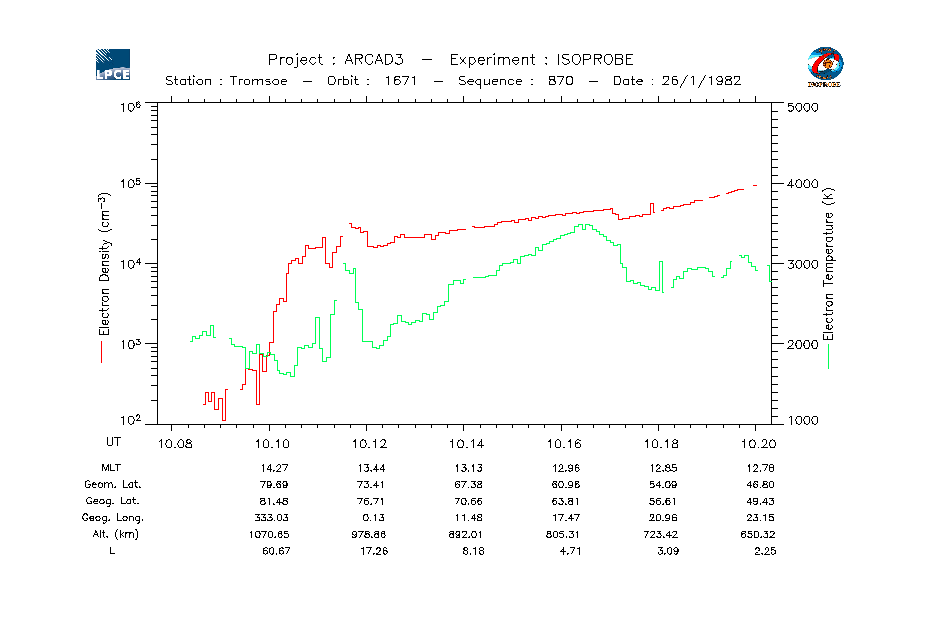 LPCE
Project : ARCAD3 — Experiment : ISOPROBE
Station : Tromsoe — Orbit : 1671 — Sequence : 870 — Date : 26/1/1982
ISOPROBE
10⁶
10⁵
10⁴
10³
10²
Electron Density (cm⁻³)
5000
4000
3000
2000
1000
Electron Temperature (K)
UT 10.08 10.10 10.12 10.14 10.16 10.18 10.20
MLT 14.27 13.44 13.13 12.96 12.85 12.78
Geom. Lat. 79.69 73.41 67.38 60.96 54.09 46.80
Geog. Lat. 81.48 76.71 70.66 63.81 56.61 49.43
Geog. Long. 333.03 0.13 11.48 17.47 20.96 23.15
Alt. (km) 1070.65 978.86 892.01 805.31 723.42 650.32
L 60.67 17.26 8.18 4.71 3.09 2.25